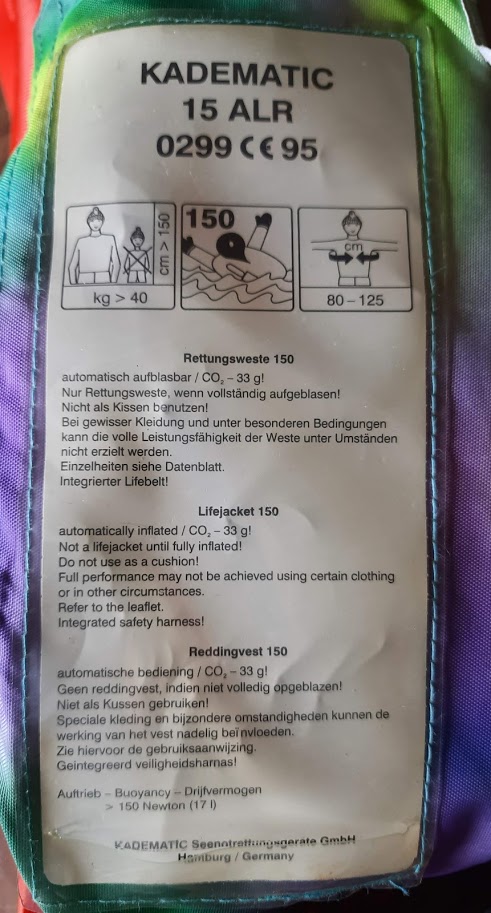 KADEMATIC
15 ALR
0299 CE 95
cm > 150
kg > 40
150
cm
80 – 125
Rettungsweste 150
automatisch aufblasbar / CO₂ – 33 g!
Nur Rettungsweste, wenn vollständig aufgeblasen!
Nicht als Kissen benutzen!
Bei gewisser Kleidung und unter besonderen Bedingungen
kann die volle Leistungsfähigkeit der Weste unter Umständen
nicht erzielt werden.
Einzelheiten siehe Datenblatt.
Integrierter Lifebelt!
Lifejacket 150
automatically inflated / CO₂ – 33 g!
Not a lifejacket until fully inflated!
Do not use as a cushion!
Full performance may not be achieved using certain clothing
or in other circumstances.
Refer to the leaflet.
Integrated safety harness!
Reddingvest 150
automatische bediening / CO₂ – 33 g!
Geen reddingvest, indien niet volledig opgeblazen!
Niet als Kussen gebruiken!
Speciale kleding en bijzondere omstandigheden kunnen de
werking van het vest nadelig beïnvloeden.
Zie hiervoor de gebruiksaanwijzing.
Geintegreerd veiligheidsharnas!
Auftrieb – Buoyancy – Drijfvermogen
> 150 Newton (17 l)
KADEMATIC Seenotrettungsgeräte GmbH
Hamburg / Germany